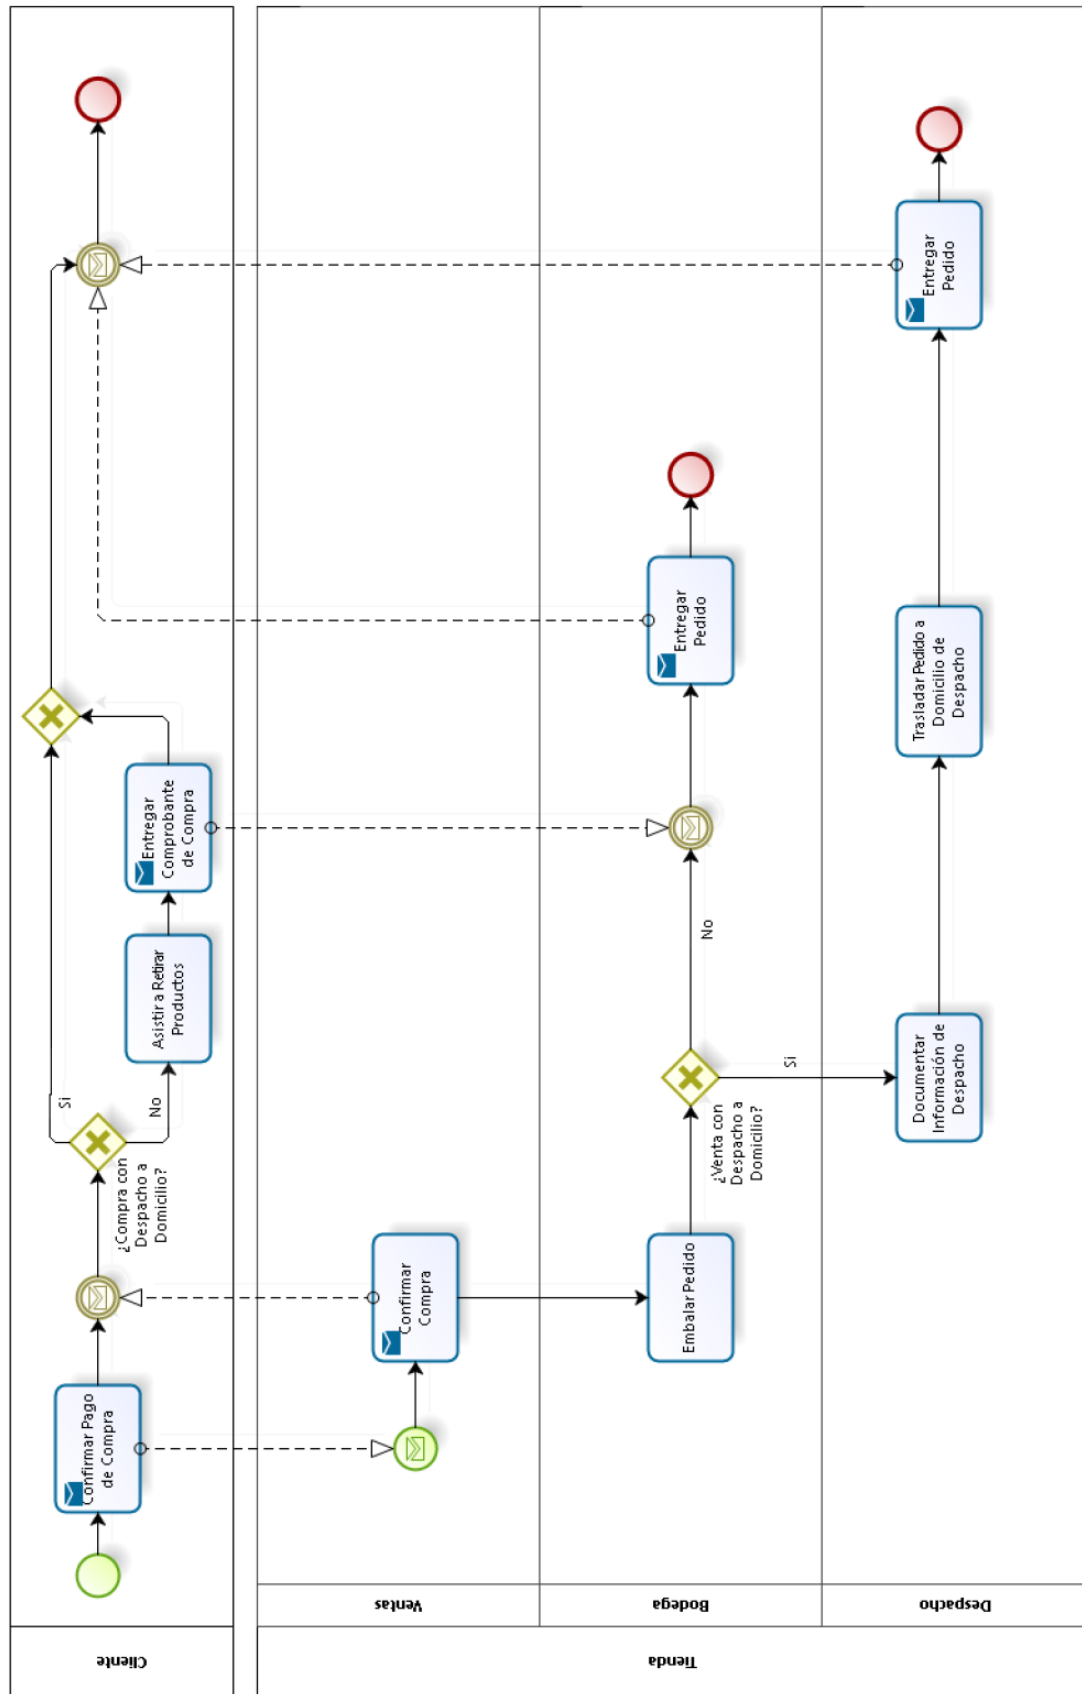 Cliente
Confirmar Pago
de Compra
¿Compra con
Despacho a
Domicilio?
Si
No
Asistir a Retirar
Productos
Entregar
Comprobante
de Compra
Tienda
Ventas
Confirmar
Compra
Bodega
Embalar Pedido
¿Venta con
Despacho a
Domicilio?
No
Si
Entregar
Pedido
Despacho
Documentar
Información de
Despacho
Trasladar Pedido a
Domicilio de
Despacho
Entregar
Pedido